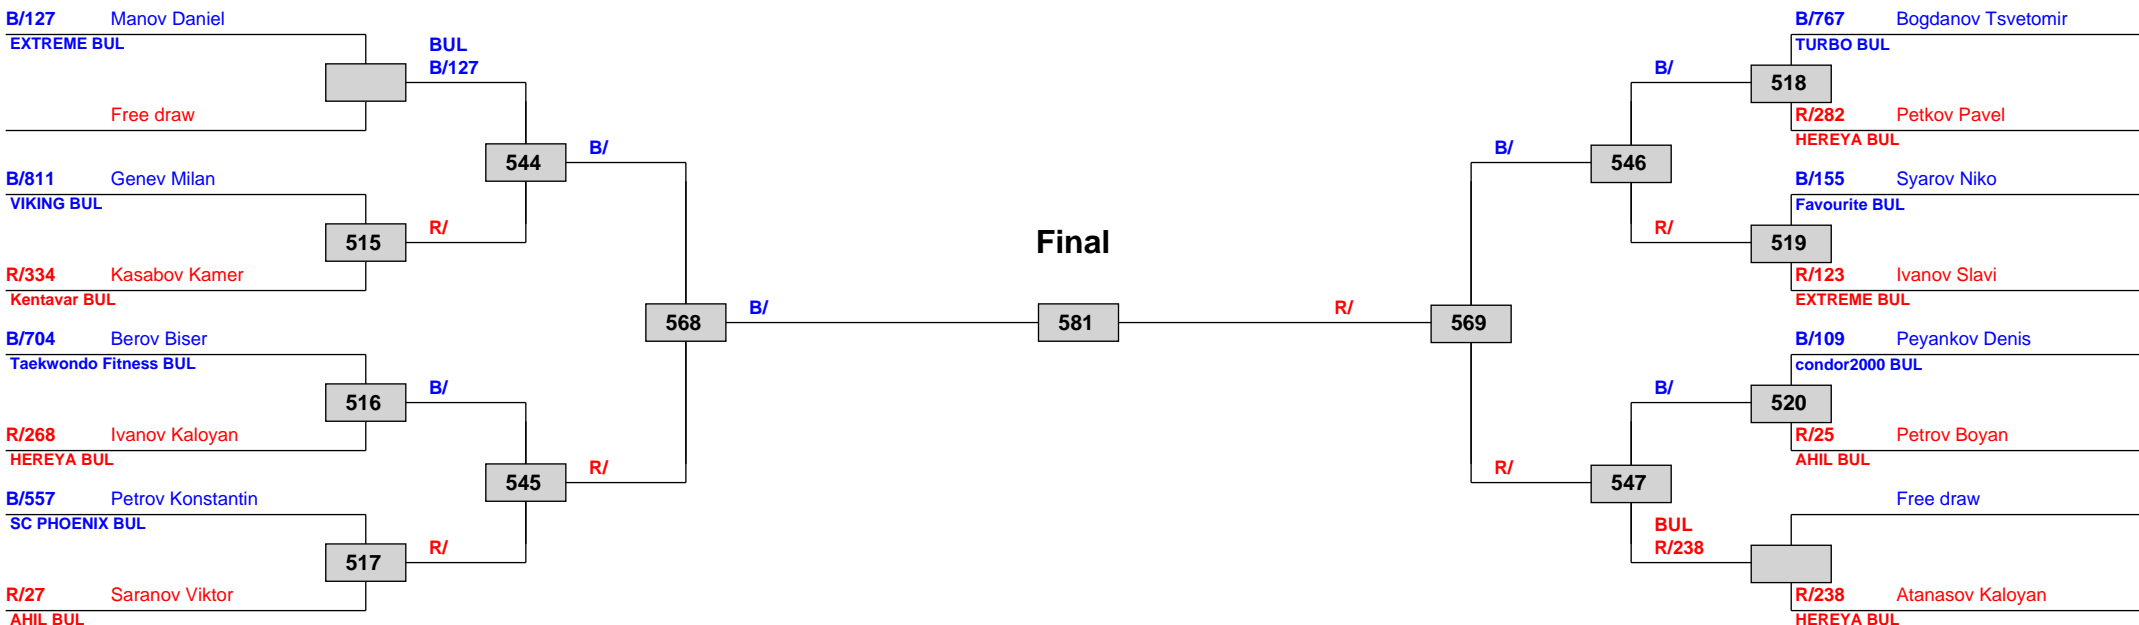 B/127 Manov Daniel
EXTREME BUL
BUL
B/127
Free draw
544
B/
B/811 Genev Milan
VIKING BUL
515
R/
R/334 Kasabov Kamer
Kentavar BUL
568
B/
B/704 Berov Biser
Taekwondo Fitness BUL
516
B/
R/268 Ivanov Kaloyan
HEREYA BUL
545
R/
B/557 Petrov Konstantin
SC PHOENIX BUL
517
R/
R/27 Saranov Viktor
AHIL BUL
Final
581
R/
569
B/767 Bogdanov Tsvetomir
TURBO BUL
B/
518
R/282 Petkov Pavel
HEREYA BUL
B/
546
B/155 Syarov Niko
Favourite BUL
R/
519
R/123 Ivanov Slavi
EXTREME BUL
B/109 Peyankov Denis
condor2000 BUL
B/
520
R/25 Petrov Boyan
AHIL BUL
R/
547
Free draw
BUL
R/238
R/238 Atanasov Kaloyan
HEREYA BUL